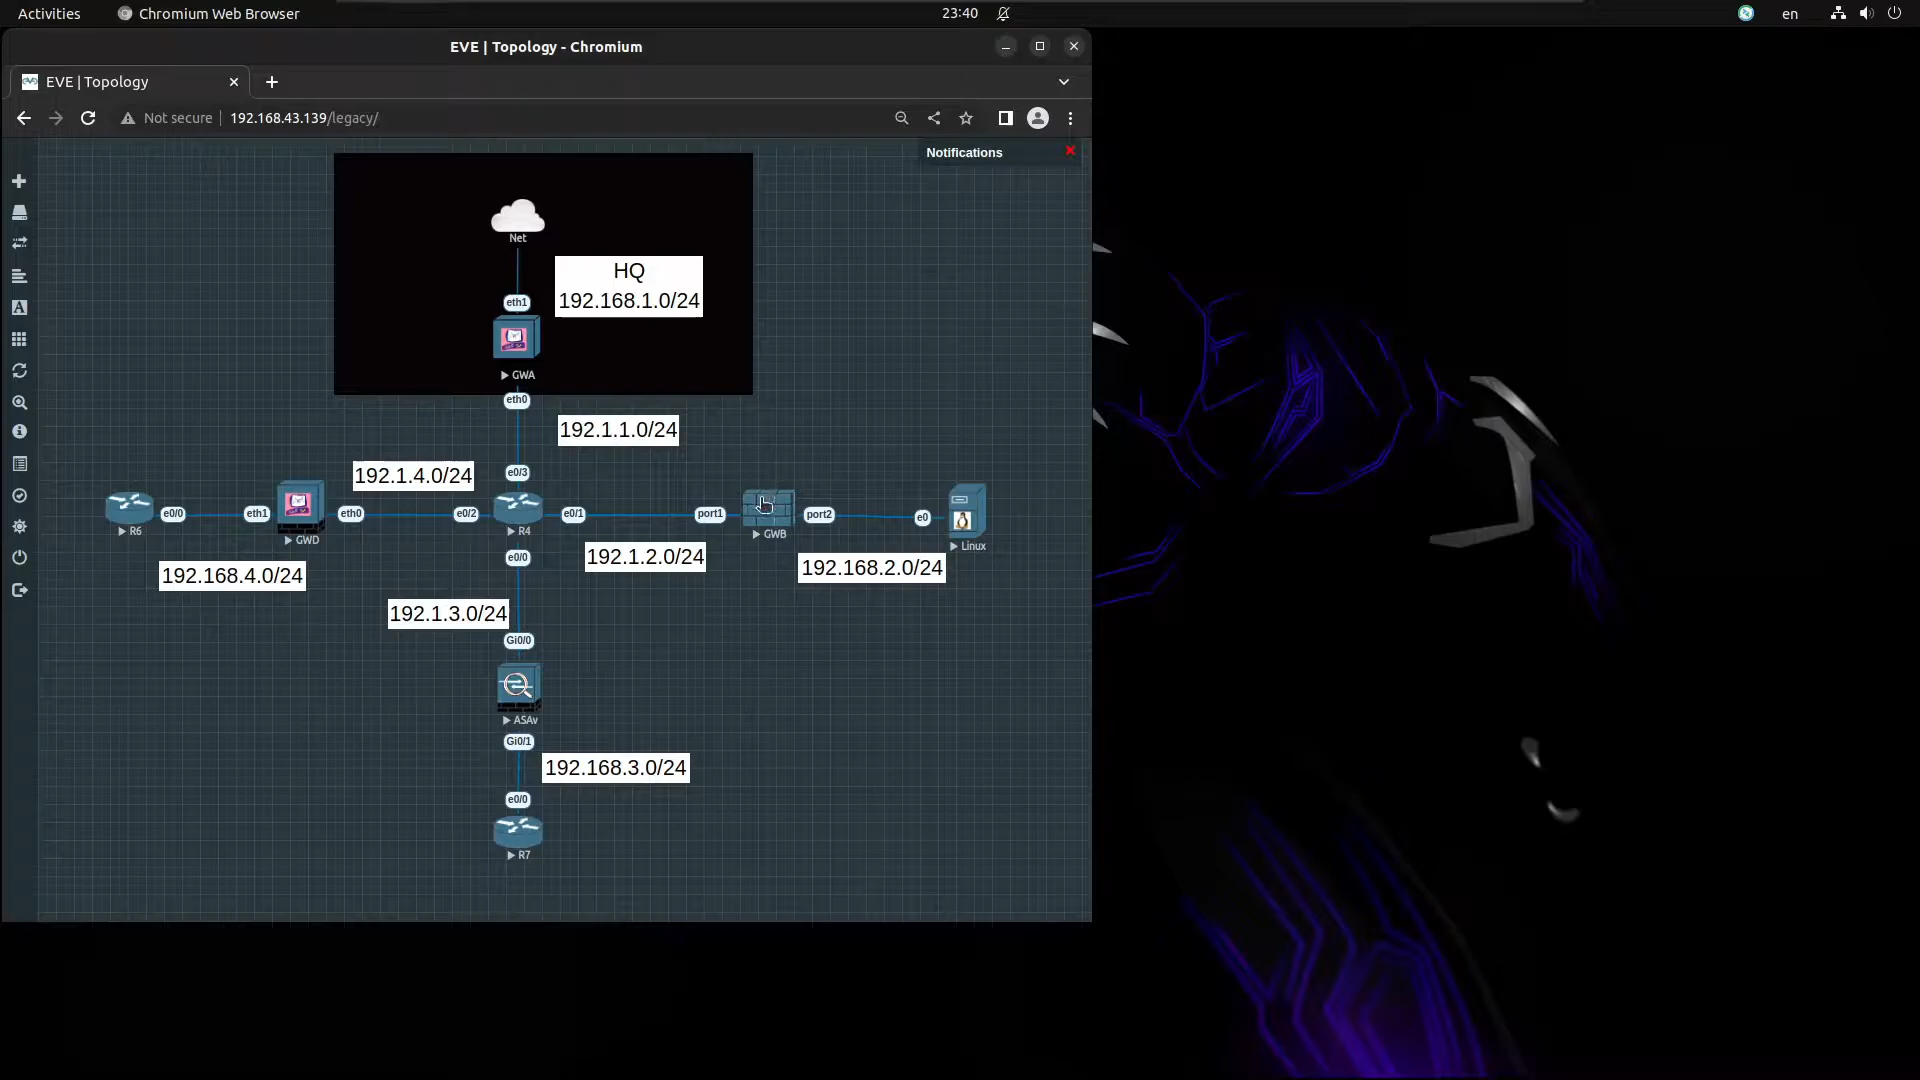 Activities
Chromium Web Browser
23:40
en
EVE | Topology - Chromium
EVE | Topology
Not secure
192.168.43.139/legacy/
Notifications
Net
HQ
192.168.1.0/24
eth1
GWA
eth0
192.1.1.0/24
192.1.4.0/24
e0/3
R6
e0/0
eth1
GWD
eth0
e0/2
R4
e0/1
port1
GWB
port2
e0
Linux
e0/0
192.1.2.0/24
192.168.2.0/24
192.168.4.0/24
192.1.3.0/24
Gi0/0
ASAv
Gi0/1
192.168.3.0/24
e0/0
R7